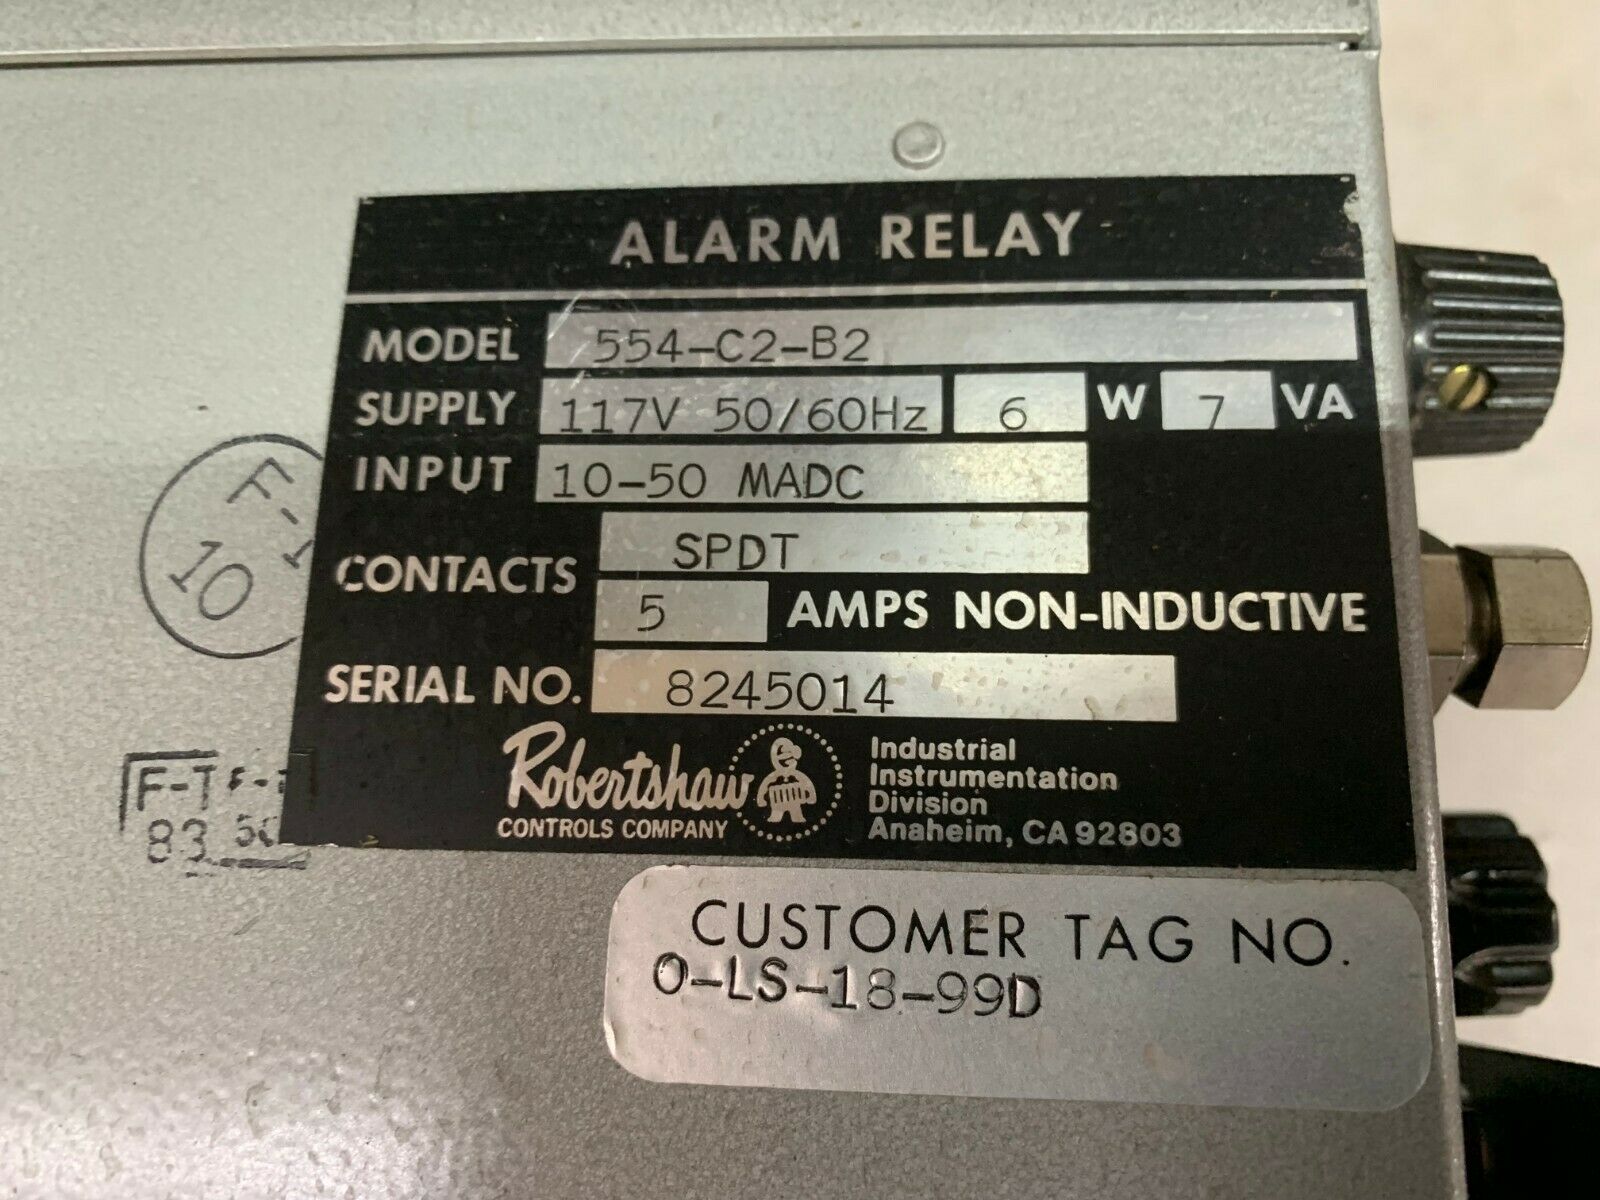 ALARM RELAY
MODEL 554-C2-B2
SUPPLY 117V 50/60Hz 6 W 7 VA
INPUT 10-50 MADC
CONTACTS SPDT
5 AMPS NON-INDUCTIVE
SERIAL NO. 8245014
Robertshaw
CONTROLS COMPANY
Industrial
Instrumentation
Division
Anaheim, CA 92803
CUSTOMER TAG NO.
O-LS-18-99D
F-1
10
F-T F-T
83